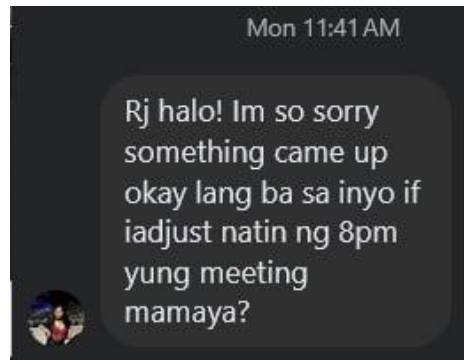 Mon 11:41 AM
Rj halo! Im so sorry
something came up
okay lang ba sa inyo if
iadjust natin ng 8pm
yung meeting
mamaya?